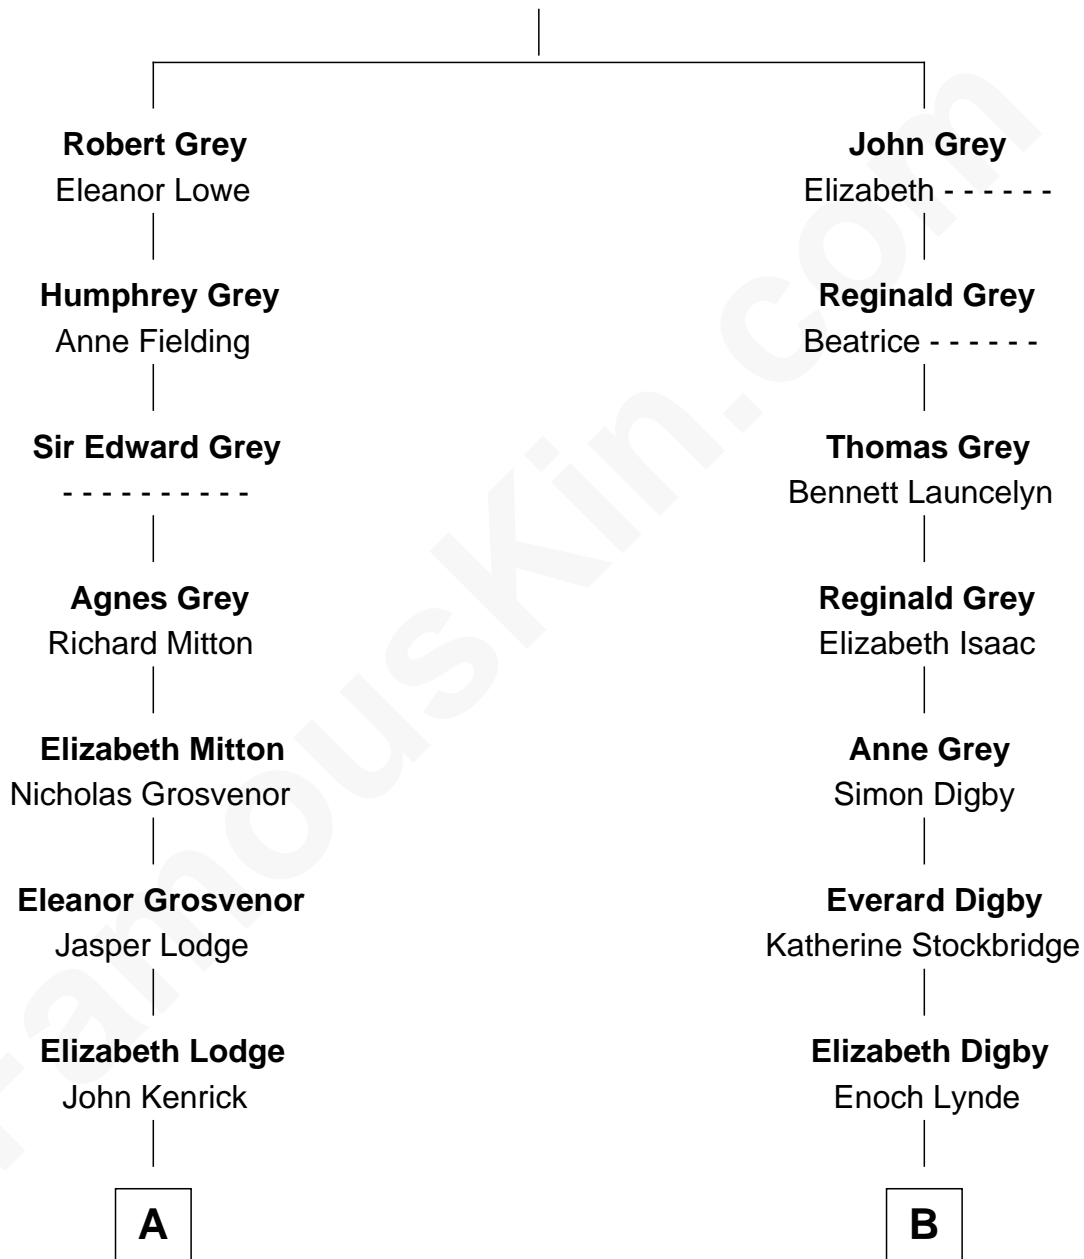 Robert Grey
Eleanor Lowe
Humphrey Grey
Anne Fielding
Sir Edward Grey
- - - - - - - - - -
Agnes Grey
Richard Mitton
Elizabeth Mitton
Nicholas Grosvenor
Eleanor Grosvenor
Jasper Lodge
Elizabeth Lodge
John Kenrick
A
John Grey
Elizabeth - - - - - -
Reginald Grey
Beatrice - - - - - -
Thomas Grey
Bennett Launcelyn
Reginald Grey
Elizabeth Isaac
Anne Grey
Simon Digby
Everard Digby
Katherine Stockbridge
Elizabeth Digby
Enoch Lynde
B
FamousKin.com